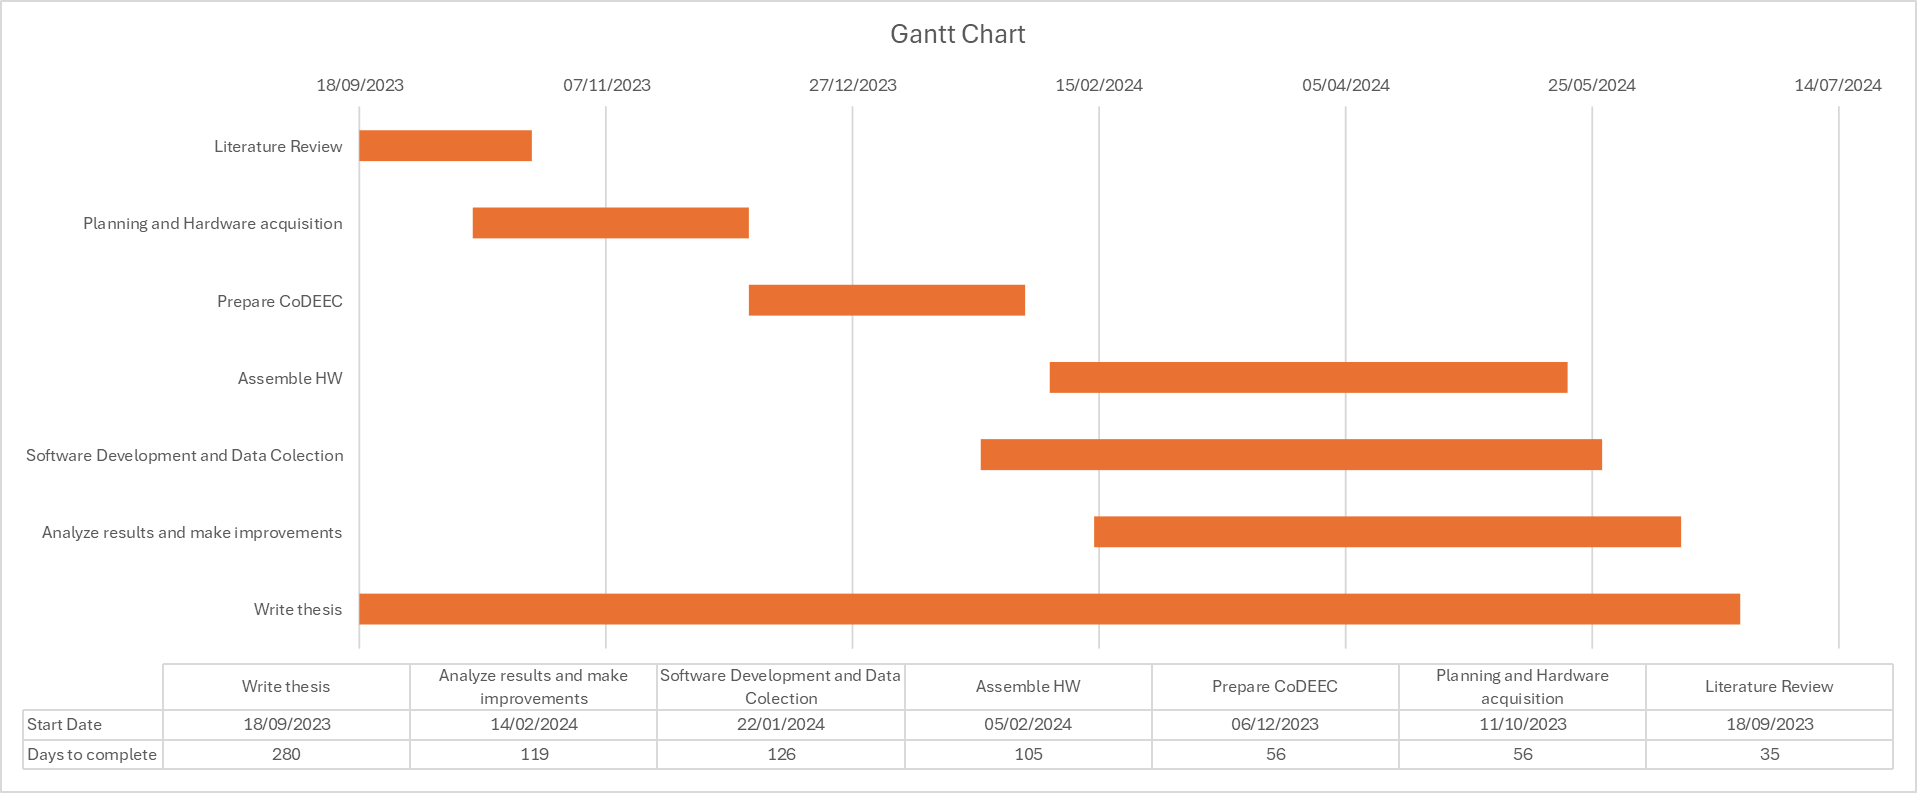 Gantt Chart
18/09/2023 07/11/2023 27/12/2023 15/02/2024 05/04/2024 25/05/2024 14/07/2024
Literature Review
Planning and Hardware acquisition
Prepare CoDEEC
Assemble HW
Software Development and Data Colection
Analyze results and make improvements
Write thesis
Write thesis Analyze results and make improvements Software Development and Data Colection Assemble HW Prepare CoDEEC Planning and Hardware acquisition Literature Review
Start Date 18/09/2023 14/02/2024 22/01/2024 05/02/2024 06/12/2023 11/10/2023 18/09/2023
Days to complete 280 119 126 105 56 56 35